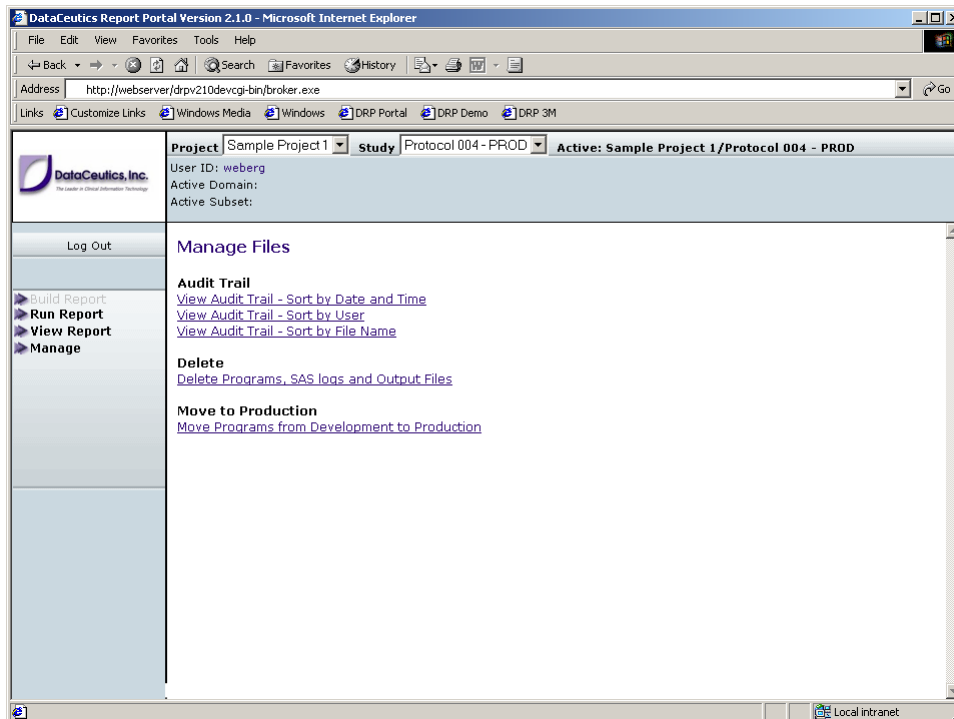 DataCeutics Report Portal Version 2.1.0 - Microsoft Internet Explorer
File Edit View Favorites Tools Help
Back Search Favorites History
Address http://webserver/drpv210devcgi-bin/broker.exe Go
Links Customize Links Windows Media Windows DRP Portal DRP Demo DRP 3M
DataCeutics, Inc.
The Leader in Clinical Information Technology
Project Sample Project 1 Study Protocol 004 - PROD Active: Sample Project 1/Protocol 004 - PROD
User ID: weberg
Active Domain:
Active Subset:
Log Out
Build Report
Run Report
View Report
Manage
Manage Files
Audit Trail
View Audit Trail - Sort by Date and Time
View Audit Trail - Sort by User
View Audit Trail - Sort by File Name
Delete
Delete Programs, SAS logs and Output Files
Move to Production
Move Programs from Development to Production
Local intranet